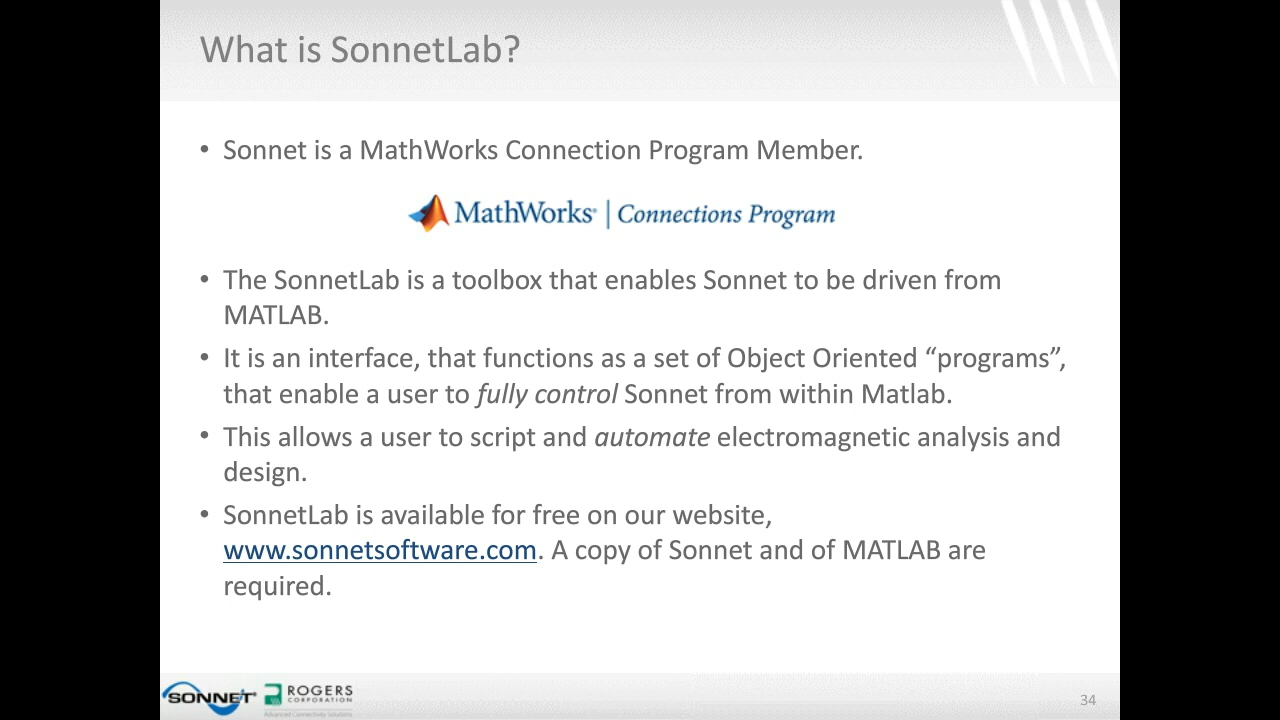 What is SonnetLab?
• Sonnet is a MathWorks Connection Program Member.
MathWorks® | Connections Program
• The SonnetLab is a toolbox that enables Sonnet to be driven from
MATLAB.
• It is an interface, that functions as a set of Object Oriented “programs”,
that enable a user to fully control Sonnet from within Matlab.
• This allows a user to script and automate electromagnetic analysis and
design.
• SonnetLab is available for free on our website,
www.sonnetsoftware.com. A copy of Sonnet and of MATLAB are
required.
SONNET®
ROGERS
CORPORATION
Advanced Connectivity Solutions
34